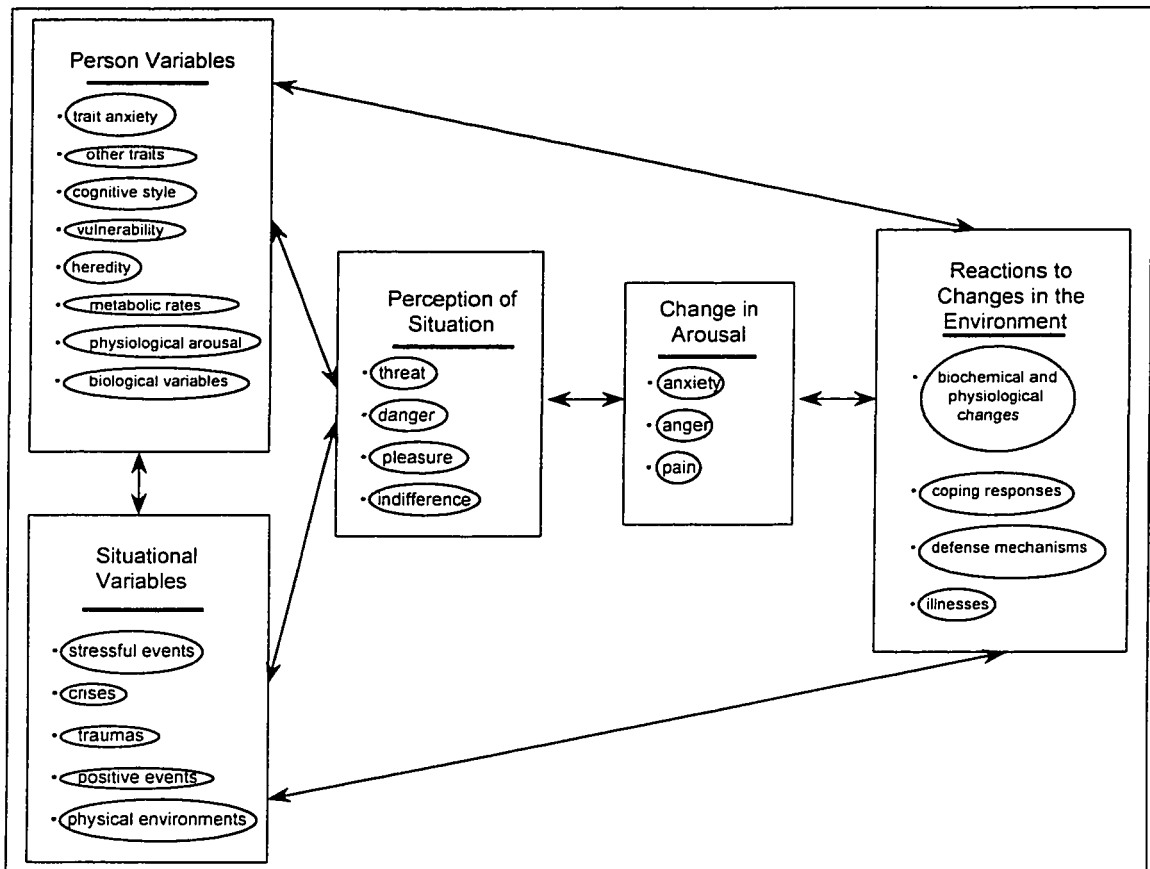 Person Variables
· trait anxiety
· other traits
· cognitive style
· vulnerability
· heredity
· metabolic rates
· physiological arousal
· biological variables
Situational
Variables
· stressful events
· crises
· traumas
· positive events
· physical environments
Perception of
Situation
· threat
· danger
· pleasure
· indifference
Change in
Arousal
· anxiety
· anger
· pain
Reactions to
Changes in the
Environment
· biochemical and
physiological
changes
· coping responses
· defense mechanisms
· illnesses